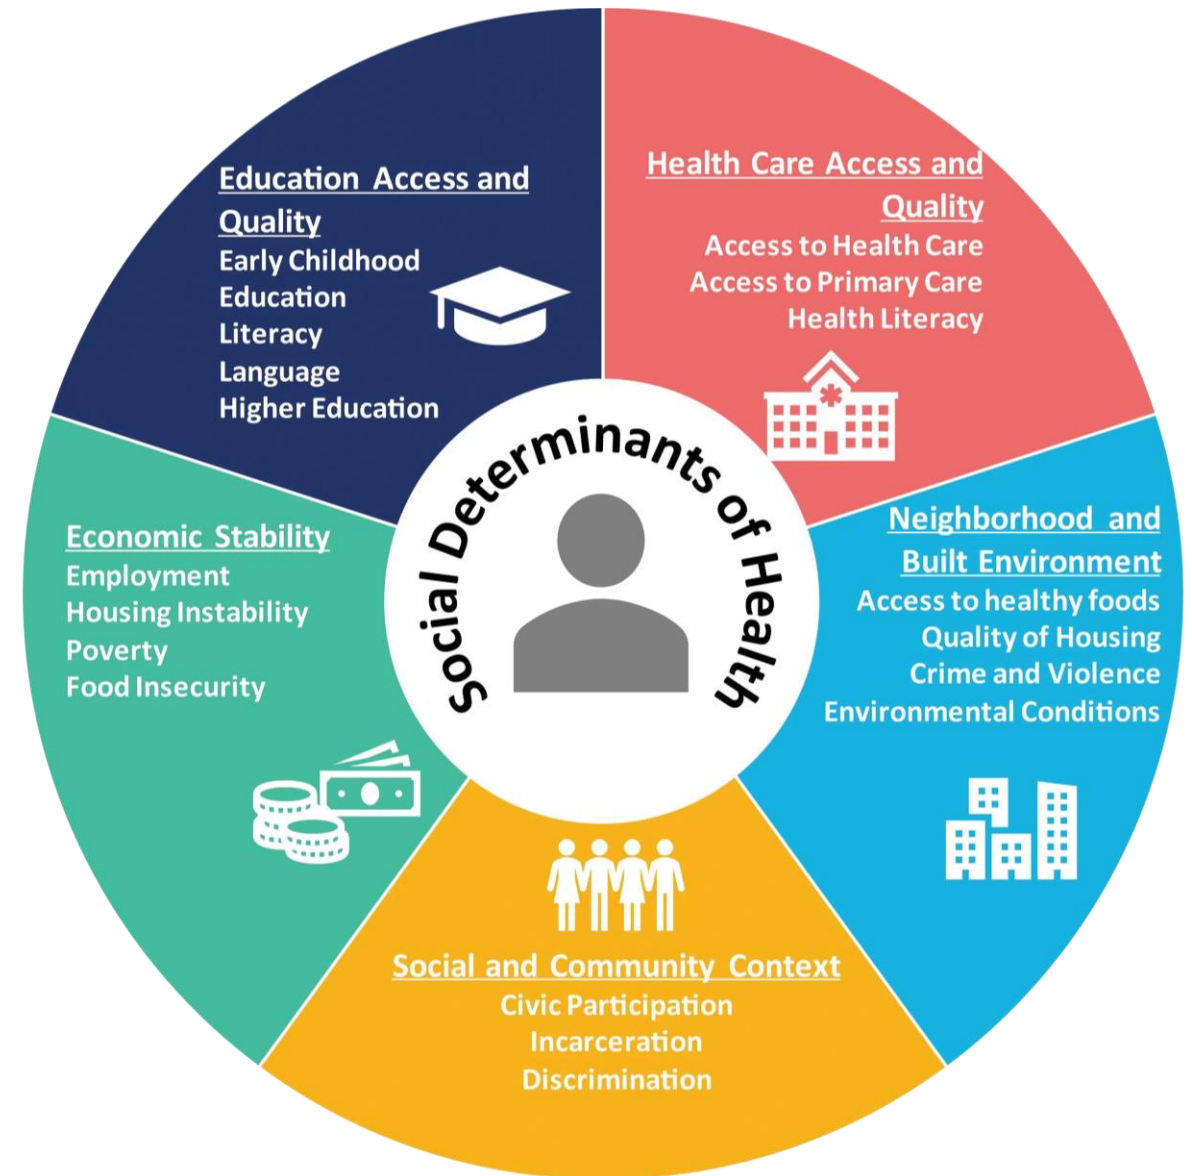 Social Determinants of Health
Education Access and
Quality
Early Childhood
Education
Literacy
Language
Higher Education
Health Care Access and
Quality
Access to Health Care
Access to Primary Care
Health Literacy
Neighborhood and
Built Environment
Access to healthy foods
Quality of Housing
Crime and Violence
Environmental Conditions
Social and Community Context
Civic Participation
Incarceration
Discrimination
Economic Stability
Employment
Housing Instability
Poverty
Food Insecurity